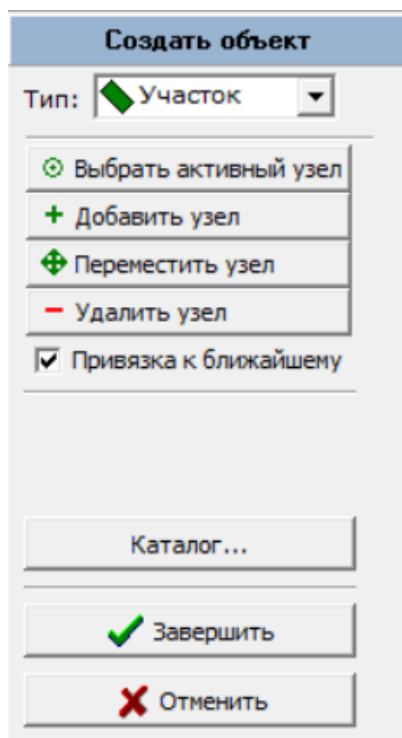 Создать объект
Тип: Участок
Выбрать активный узел
Добавить узел
Переместить узел
Удалить узел
Привязка к ближайшему
Каталог...
Завершить
Отменить